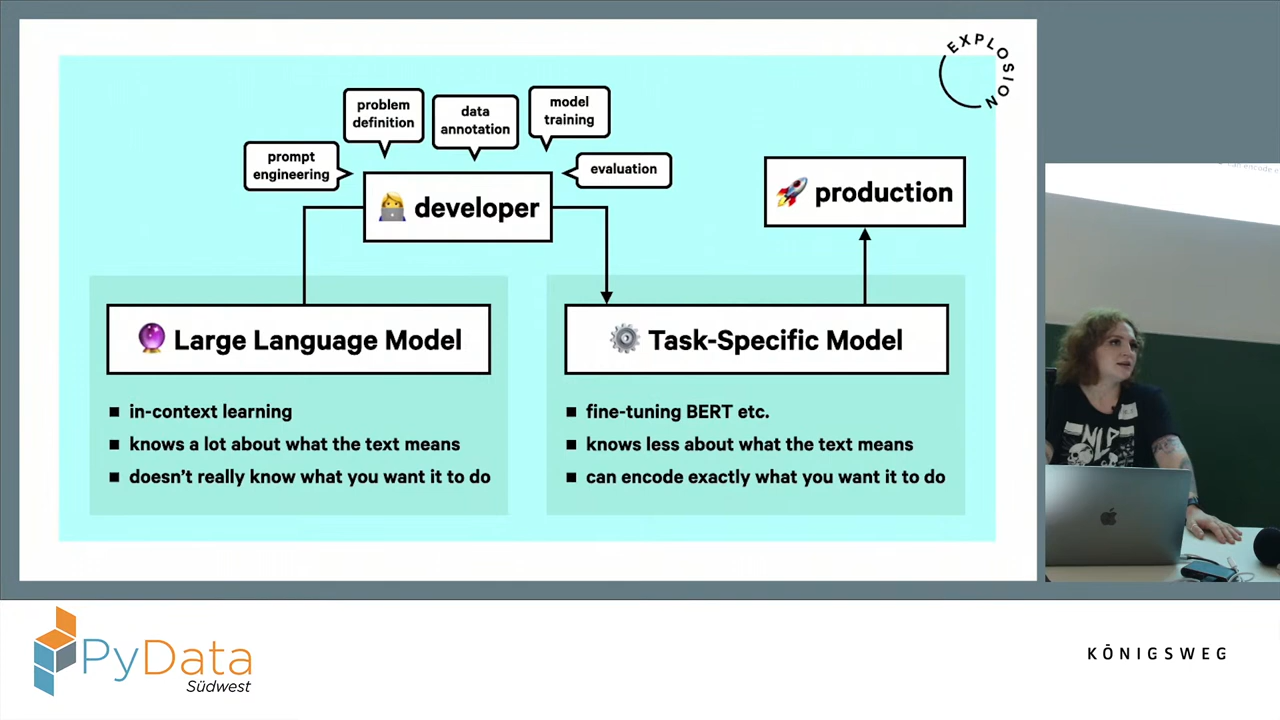 EXPLOSION
problem
definition
data
annotation
model
training
prompt
engineering
evaluation
developer
production
Large Language Model
Task-Specific Model
■ in-context learning
■ knows a lot about what the text means
■ doesn’t really know what you want it to do
■ fine-tuning BERT etc.
■ knows less about what the text means
■ can encode exactly what you want it to do
NLP
PyData
Südwest
KÖNIGSWEG